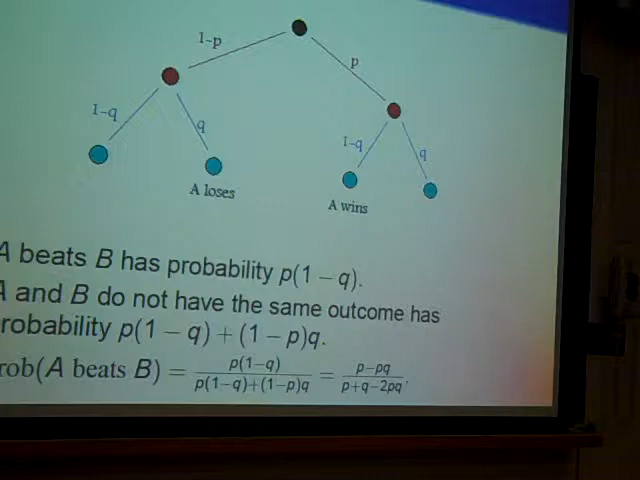 1-p
p
1-q
q
1-q
q
A loses
A wins
A beats B has probability p(1 − q).
A and B do not have the same outcome has
robability p(1 − q) + (1 − p)q.
rob(A beats B) = p(1−q) / p(1−q)+(1−p)q = p−pq / p+q−2pq.